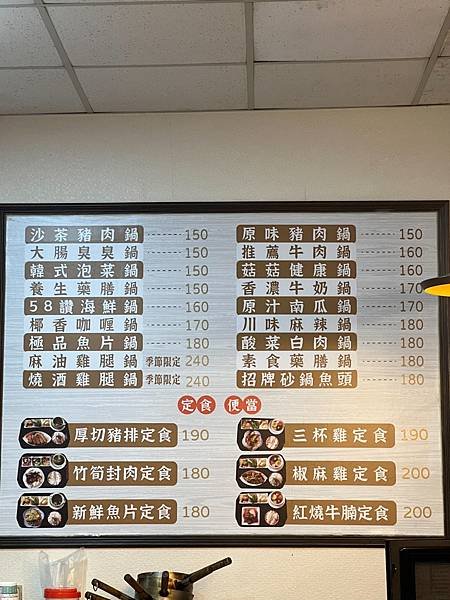 沙茶豬肉鍋 150
大腸臭臭鍋 150
韓式泡菜鍋 150
養生藥膳鍋 150
58讚海鮮鍋 160
椰香咖喱鍋 170
極品魚片鍋 180
麻油雞腿鍋 季節限定 240
燒酒雞腿鍋 季節限定 240
原味豬肉鍋 150
推薦牛肉鍋 160
菇菇健康鍋 160
香濃牛奶鍋 170
原汁南瓜鍋 170
川味麻辣鍋 180
酸菜白肉鍋 180
素食藥膳鍋 180
招牌砂鍋魚頭 180
定食 便當
厚切豬排定食 190
竹筍封肉定食 180
新鮮魚片定食 180
三杯雞定食 190
椒麻雞定食 200
紅燒牛腩定食 200